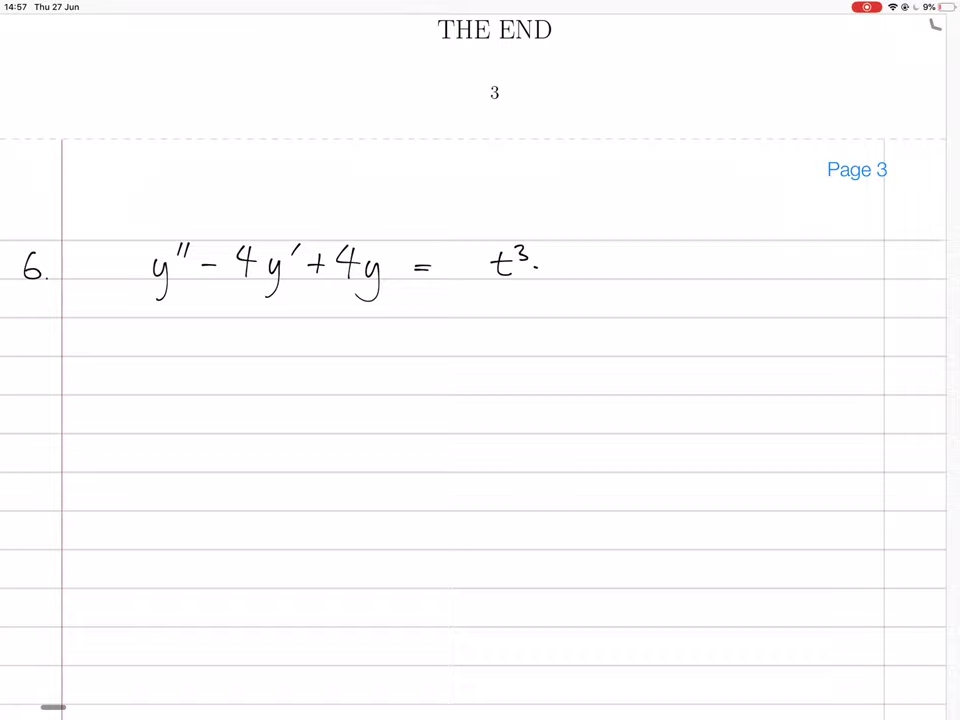 14:57 Thu 27 Jun 9%
THE END
3
Page 3
6. y'' - 4y' + 4y = t³.